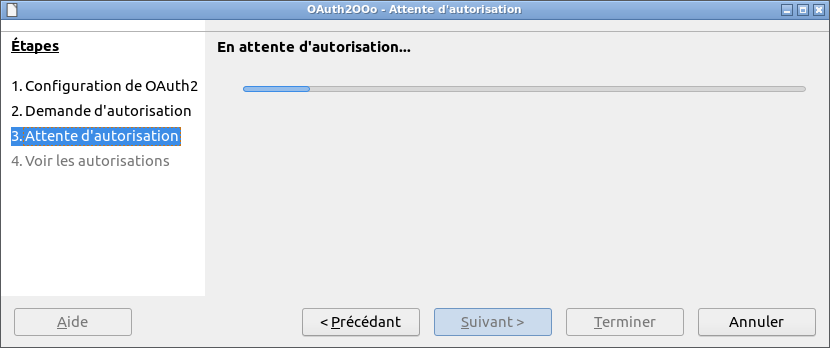 OAuth2OOo - Attente d'autorisation
Étapes
1. Configuration de OAuth2
2. Demande d'autorisation
3. Attente d'autorisation
4. Voir les autorisations
En attente d'autorisation...
Aide
< Précédant
Suivant >
Terminer
Annuler